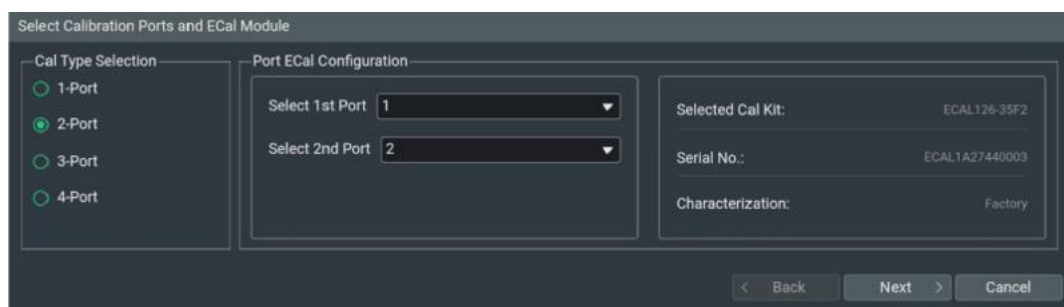 Select Calibration Ports and ECal Module
Cal Type Selection
1-Port
2-Port
3-Port
4-Port
Port ECal Configuration
Select 1st Port 1
Select 2nd Port 2
Selected Cal Kit: ECAL126-35F2
Serial No.: ECAL1A27440003
Characterization: Factory
< Back
Next >
Cancel